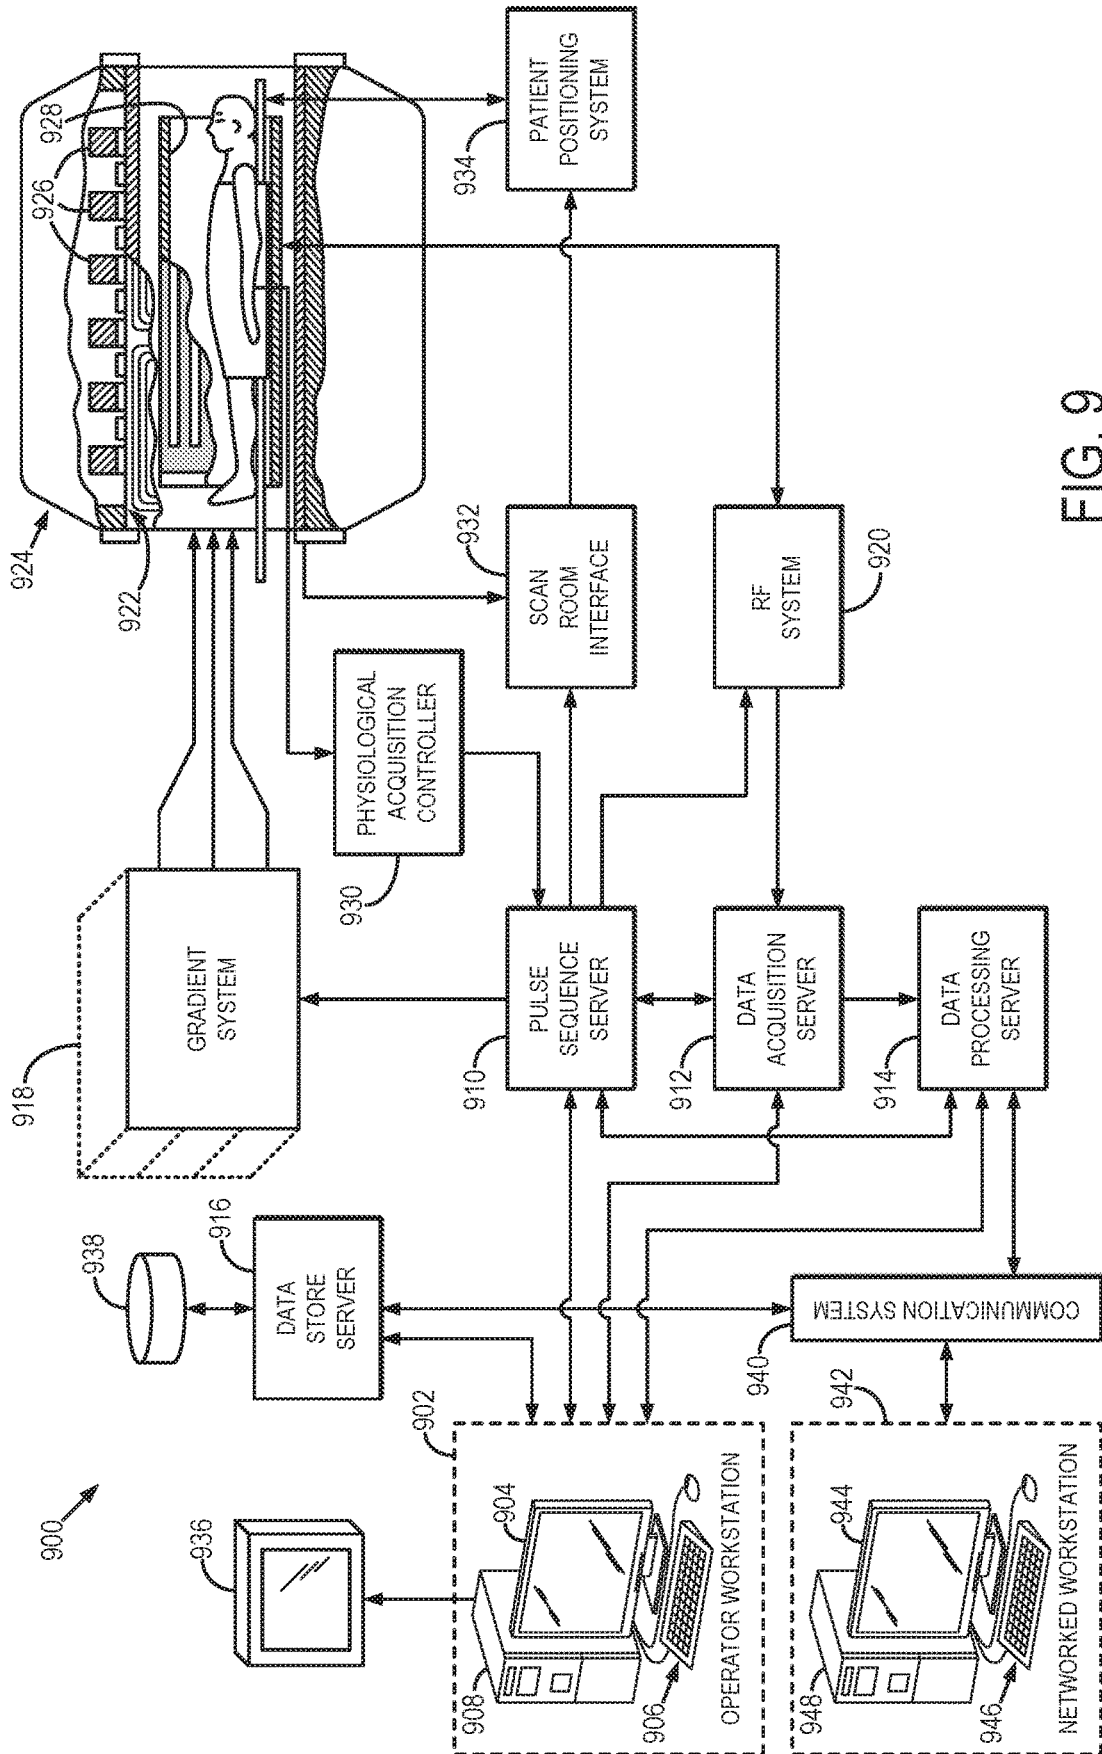 900
936
938
916
DATA
STORE
SERVER
918
GRADIENT
SYSTEM
924
922
926
928
902
908
904
906
OPERATOR WORKSTATION
910
PULSE
SEQUENCE
SERVER
930
PHYSIOLOGICAL
ACQUISITION
CONTROLLER
932
SCAN
ROOM
INTERFACE
934
PATIENT
POSITIONING
SYSTEM
912
DATA
ACQUISITION
SERVER
RF
SYSTEM
920
914
DATA
PROCESSING
SERVER
940
COMMUNICATION SYSTEM
942
948
944
946
NETWORKED WORKSTATION
FIG. 9